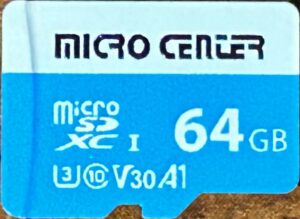 MICRO CENTER
micro
SD
XC I 64GB
U3 10 V30 A1